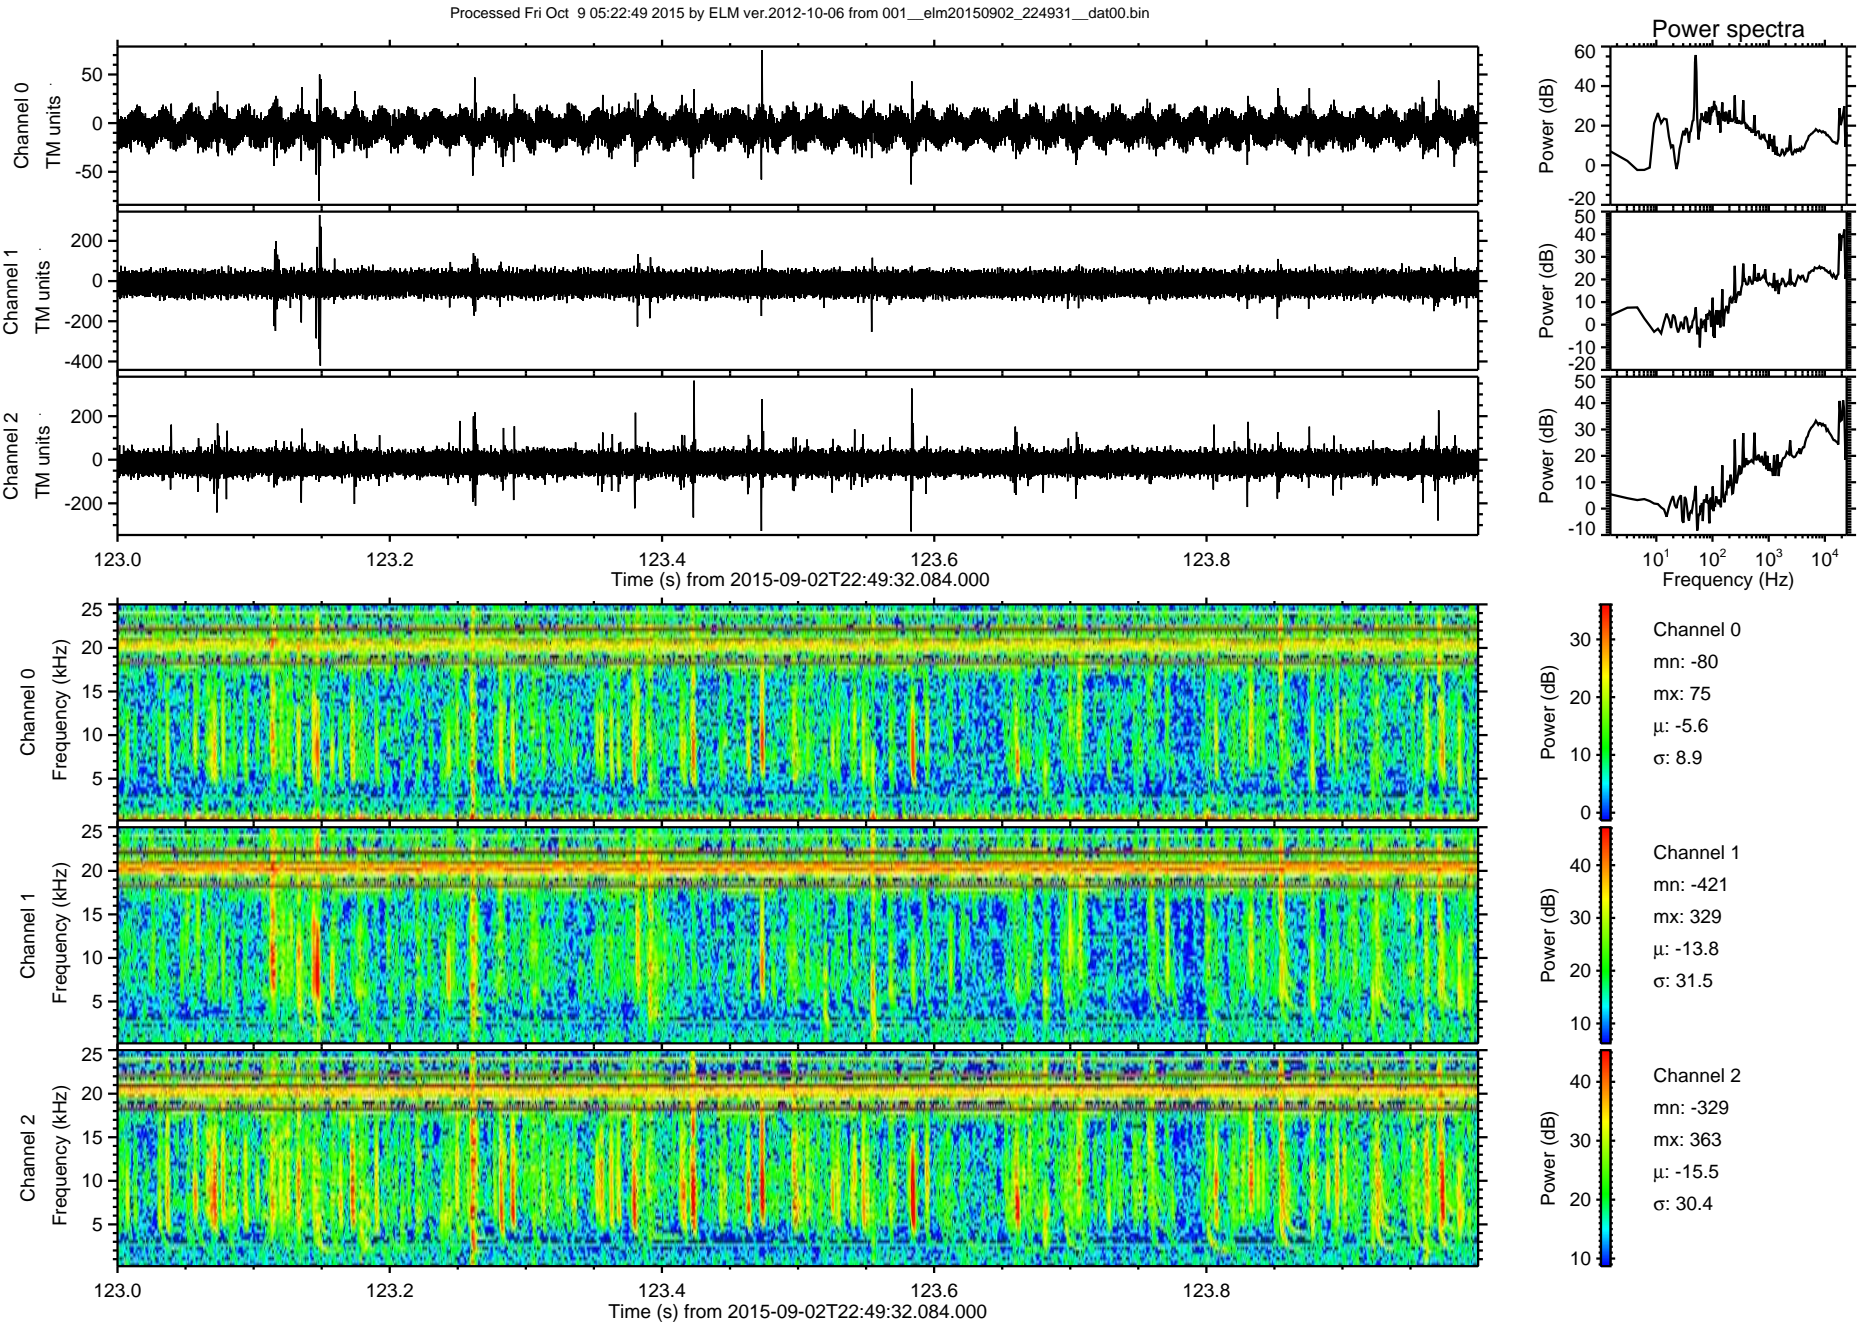 Processed Fri Oct  9 05:22:49 2015 by ELM ver.2012-10-06 from 001__elm20150902_224931__dat00.bin
Power spectra
Channel 0
TM units
50
0
-50
Power (dB)
60
40
20
0
-20
Channel 1
TM units
200
0
-200
-400
Power (dB)
50
40
30
20
10
0
-10
-20
Channel 2
TM units
200
0
-200
Power (dB)
50
40
30
20
10
0
-10
123.0 123.2 123.4 123.6 123.8
Time (s) from 2015-09-02T22:49:32.084.000
10^1 10^2 10^3 10^4
Frequency (Hz)
Channel 0
Frequency (kHz)
25
20
15
10
5
Power (dB)
30
20
10
0
Channel 0
mn: -80
mx: 75
μ: -5.6
σ: 8.9
Channel 1
Frequency (kHz)
25
20
15
10
5
Power (dB)
40
30
20
10
Channel 1
mn: -421
mx: 329
μ: -13.8
σ: 31.5
Channel 2
Frequency (kHz)
25
20
15
10
5
Power (dB)
40
30
20
10
Channel 2
mn: -329
mx: 363
μ: -15.5
σ: 30.4
123.0 123.2 123.4 123.6 123.8
Time (s) from 2015-09-02T22:49:32.084.000